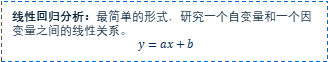 线性回归分析：最简单的形式，研究一个自变量和一个因
变量之间的线性关系。
y = ax + b